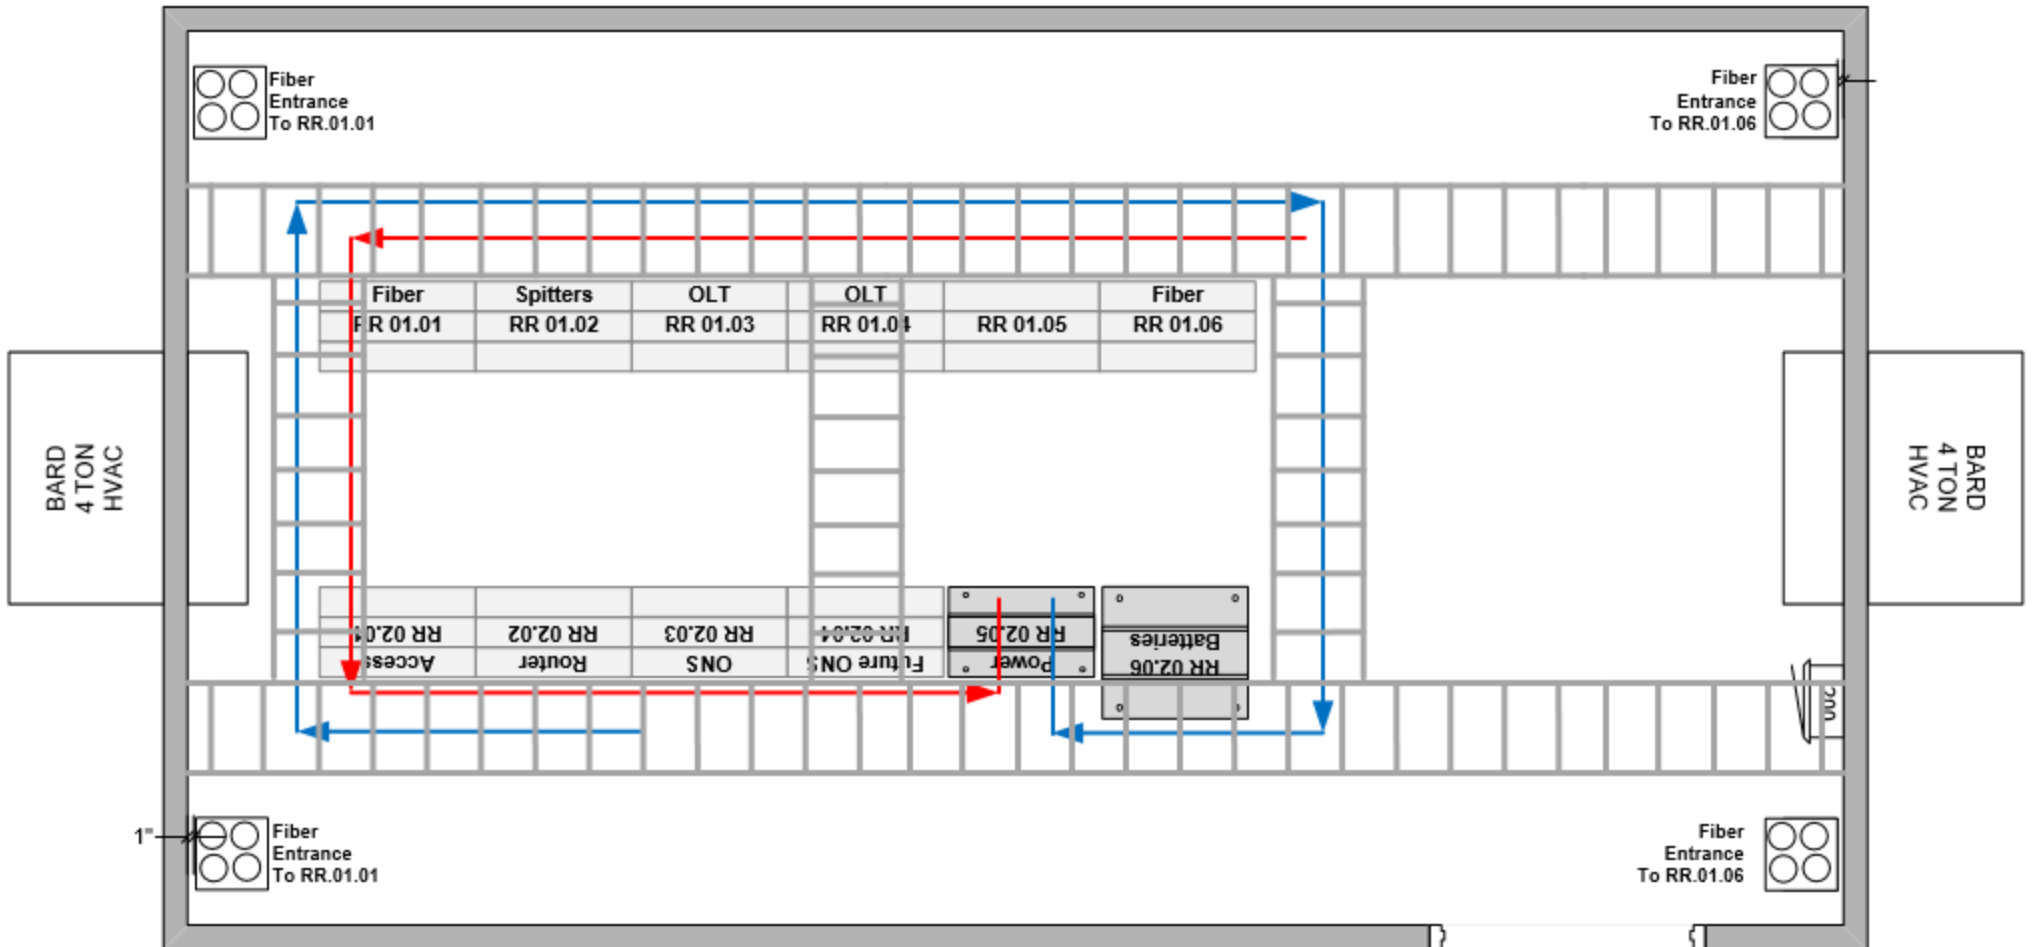 Fiber
Entrance
To RR.01.01
Fiber
Entrance
To RR.01.06
Fiber
Spitters
OLT
OLT
Fiber
RR 01.01
RR 01.02
RR 01.03
RR 01.04
RR 01.05
RR 01.06
BARD
4 TON
HVAC
BARD
4 TON
HVAC
RR 02.01
RR 02.02
RR 02.03
RR 02.04
RR 02.05
Batteries
RR 02.06
Access
Router
ONS
Future ONS
Power
200
1"
Fiber
Entrance
To RR.01.01
Fiber
Entrance
To RR.01.06